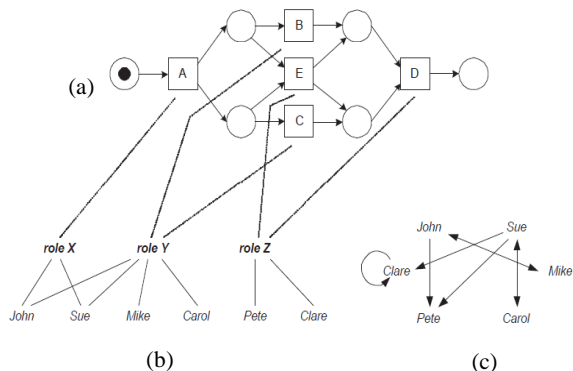 B
(a)
A
E
D
C
role X
role Y
role Z
John
Sue
Mike
Carol
Pete
Clare
John
Sue
Clare
Mike
Pete
Carol
(b)
(c)